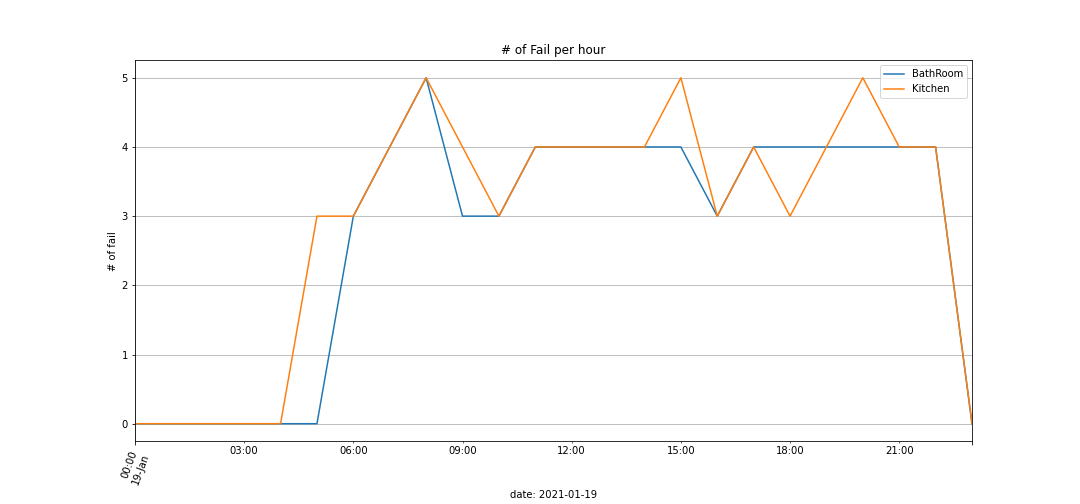 # of Fail per hour
BathRoom
Kitchen
# of fail
5
4
3
2
1
0
00:00
19-Jan
03:00
06:00
09:00
12:00
15:00
18:00
21:00
date: 2021-01-19